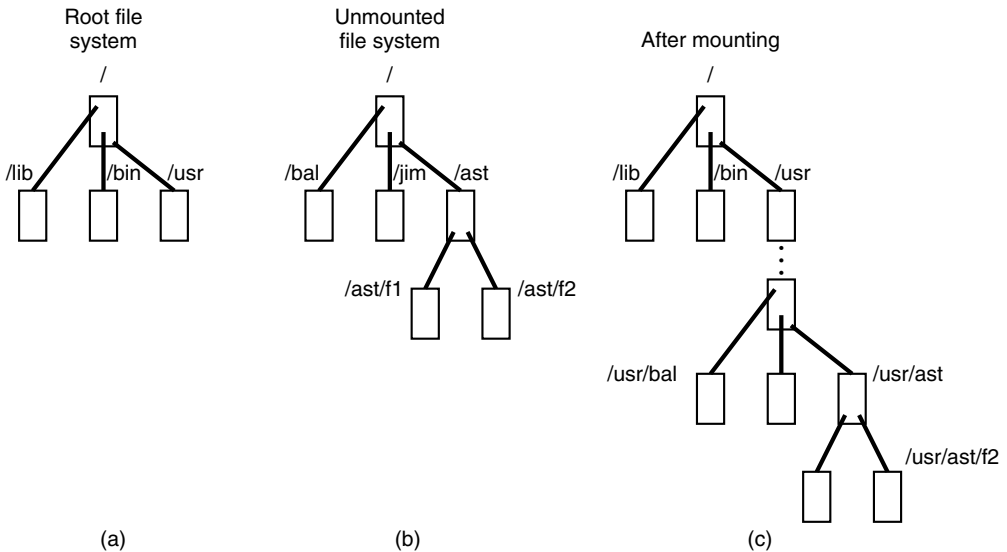 Root file
system
/
/lib
/bin
/usr
(a)
Unmounted
file system
/
/bal
/jim
/ast
/ast/f1
/ast/f2
(b)
After mounting
/
/lib
/bin
/usr
/usr/bal
/usr/ast
/usr/ast/f2
(c)